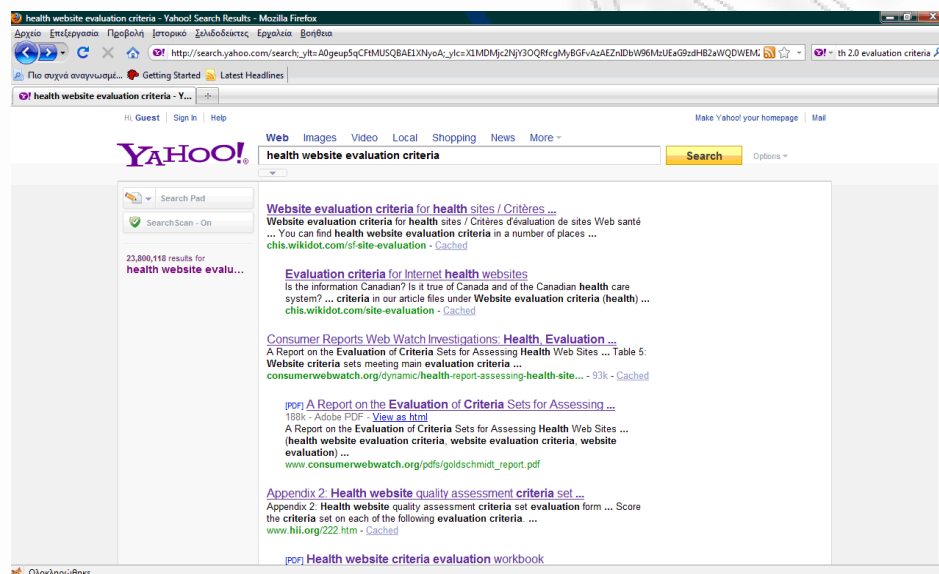 health website evaluation criteria - Yahoo! Search Results - Mozilla Firefox
Αρχείο Επεξεργασία Προβολή Ιστορικό Σελιδοδείκτες Εργαλεία Βοήθεια
http://search.yahoo.com/search;_ylt=A0geup5qCFtMUSQBAE1XNyoA;_ylc=X1MDMjc2NjY3OQRfcgMyBGFvAzAEZnIDbW96MzUEaG9zdHB2aWQDWEM2 th 2.0 evaluation criteria
Πιο συχνά αναγνωσμέ... Getting Started Latest Headlines
health website evaluation criteria - Y...
Hi, Guest Sign In Help Make Yahoo! your homepage Mail
Web Images Video Local Shopping News More
YAHOO! health website evaluation criteria Search Options
Search Pad
SearchScan - On
23,800,118 results for
health website evalu...
Website evaluation criteria for health sites / Critères ...
Website evaluation criteria for health sites / Critères d'évaluation de sites Web santé
... You can find health website evaluation criteria in a number of places ...
chis.wikidot.com/sf-site-evaluation - Cached
Evaluation criteria for Internet health websites
Is the information Canadian? Is it true of Canada and of the Canadian health care
system? ... criteria in our article files under Website evaluation criteria (health) ...
chis.wikidot.com/site-evaluation - Cached
Consumer Reports Web Watch Investigations: Health, Evaluation ...
A Report on the Evaluation of Criteria Sets for Assessing Health Web Sites ... Table 5:
Website criteria sets meeting main evaluation criteria ...
consumerwebwatch.org/dynamic/health-report-assessing-health-site... - 93k - Cached
[PDF] A Report on the Evaluation of Criteria Sets for Assessing ...
188k - Adobe PDF - View as html
A Report on the Evaluation of Criteria Sets for Assessing Health Web Sites ...
(health website evaluation criteria, website evaluation criteria, website
evaluation) ...
www.consumerwebwatch.org/pdfs/goldschmidt_report.pdf
Appendix 2: Health website quality assessment criteria set ...
Appendix 2: Health website quality assessment criteria set evaluation form ... Score
the criteria set on each of the following evaluation criteria. ...
www.hii.org/222.htm - Cached
[PDF] Health website criteria evaluation workbook
Ολοκληρώθηκε